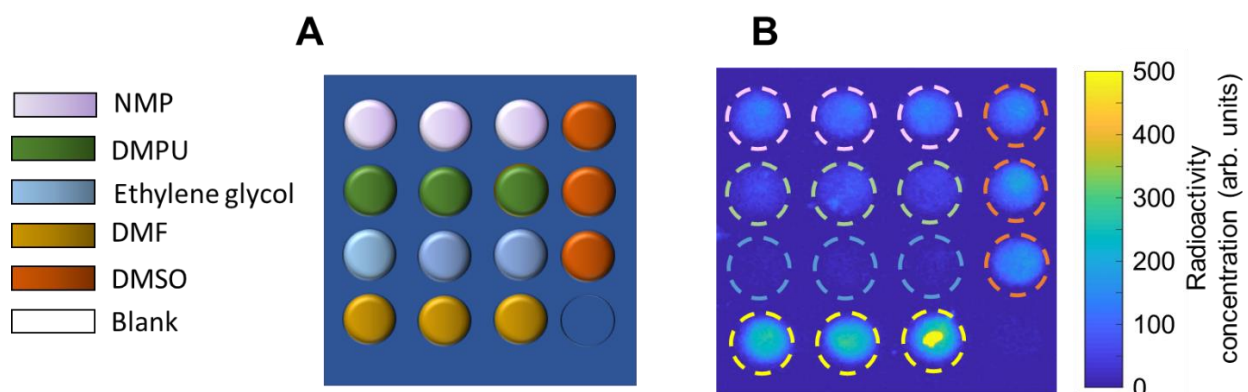 A
B
NMP
DMPU
Ethylene glycol
DMF
DMSO
Blank
500
400
300
200
100
0
Radioactivity
concentration (arb. units)